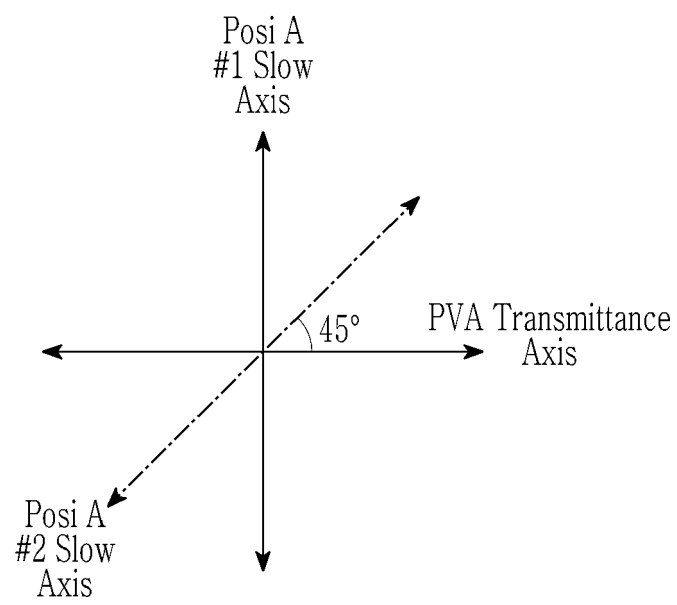 Posi A
#1 Slow
Axis
45°
PVA Transmittance
Axis
Posi A
#2 Slow
Axis